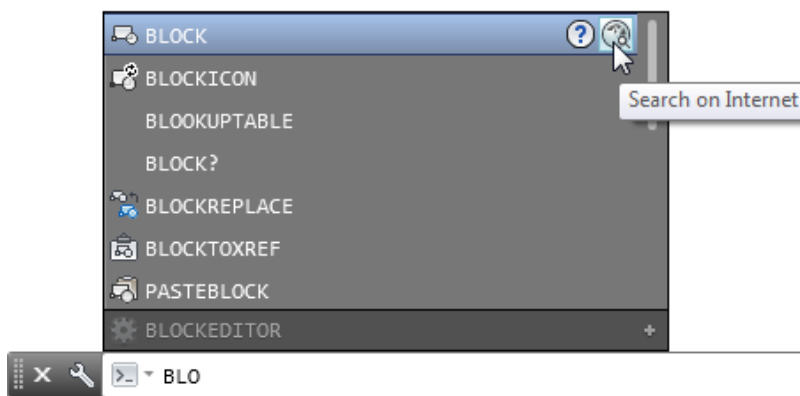 BLOCK ?
BLOCKICON
Search on Internet
BLOOKUPTABLE
BLOCK?
BLOCKREPLACE
BLOCKTOXREF
PASTEBLOCK
BLOCKEDITOR +
BLO